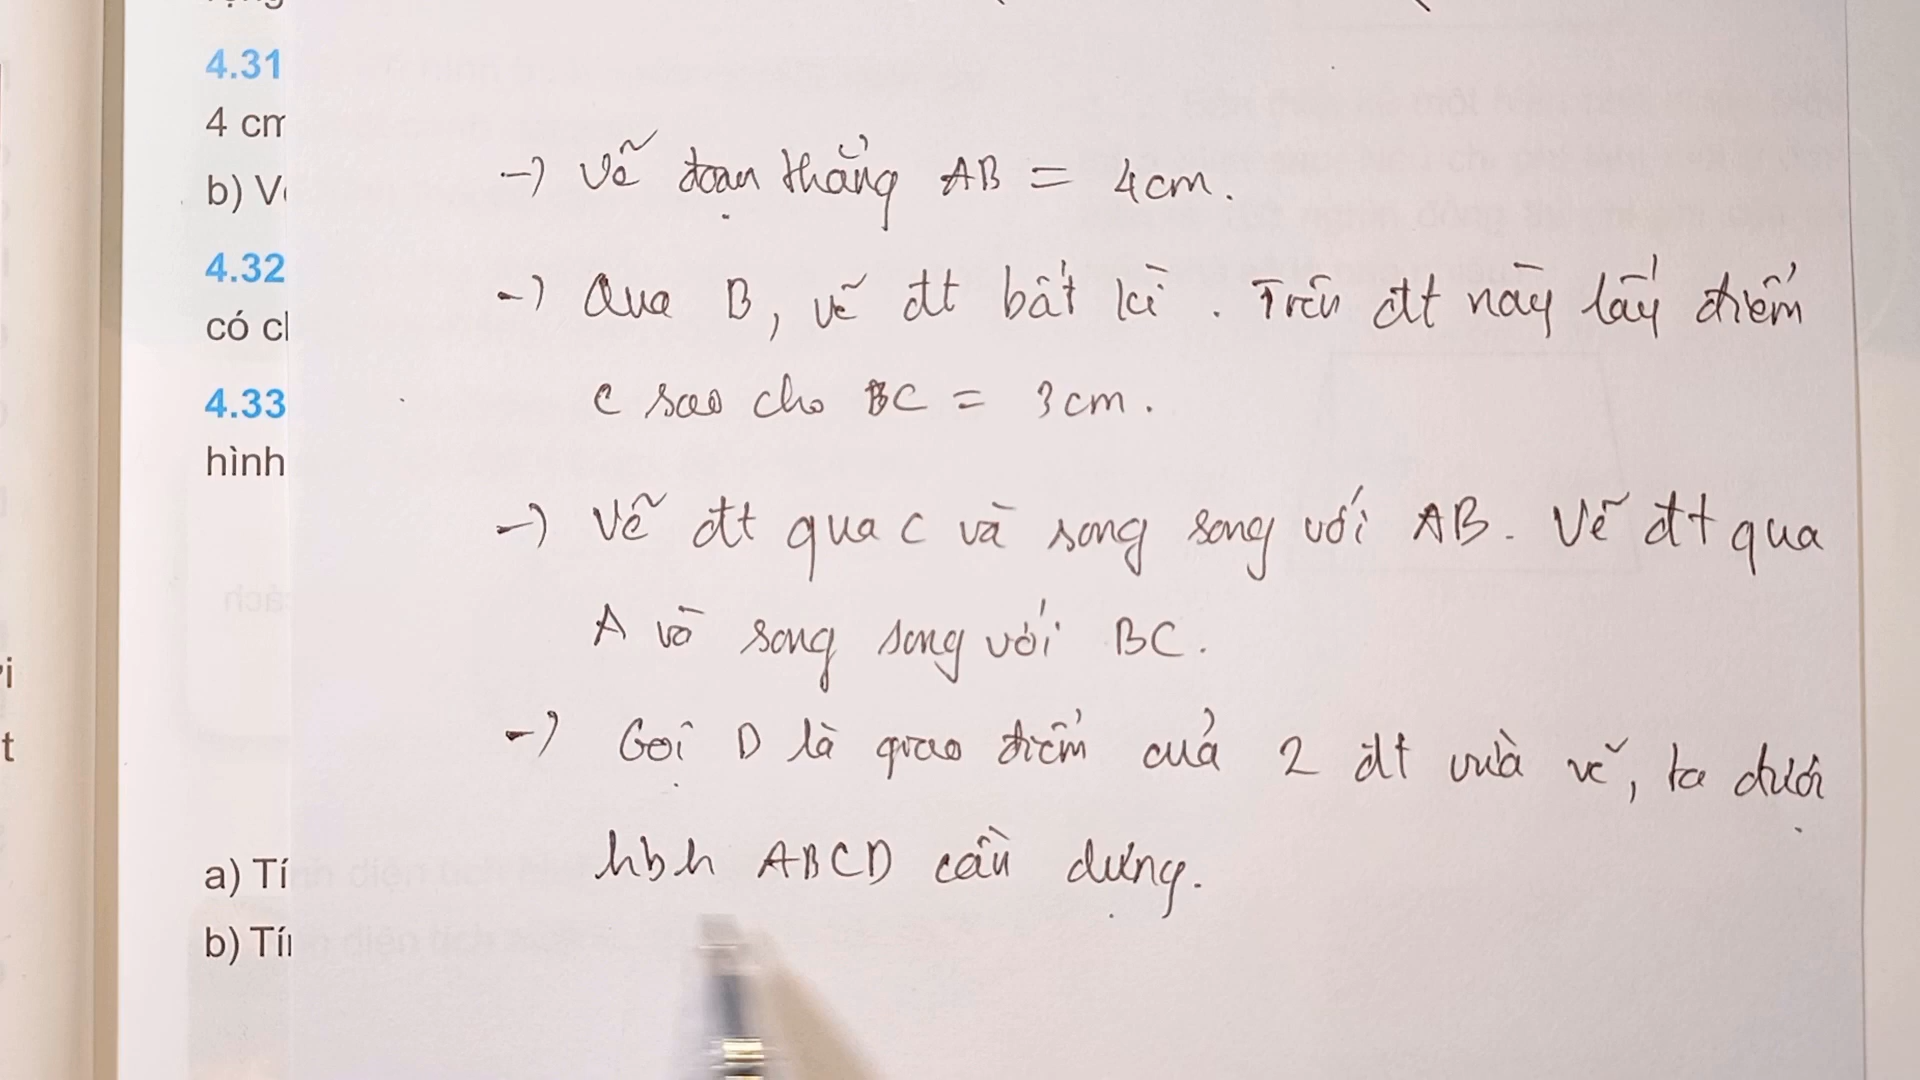 4.31
4 cm
b) V
→ Vẽ đoạn thẳng AB = 4cm.
4.32
→ Qua B, vẽ đt bất kì. Trên đt này lấy điểm
có c
4.33
C sao cho BC = 3cm.
hình
→ Vẽ đt qua C và song song với AB. Vẽ đt qua
A và song song với BC.
→ Gọi D là giao điểm của 2 đt vừa vẽ, ta được
hbh ABCD cần dựng.
a) Tí
b) Tí
i
t